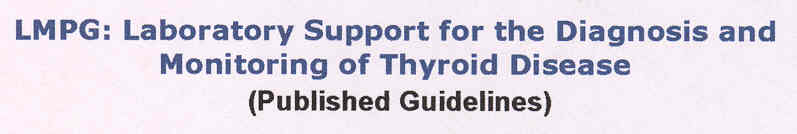 LMPG: Laboratory Support for the Diagnosis and
Monitoring of Thyroid Disease
(Published Guidelines)